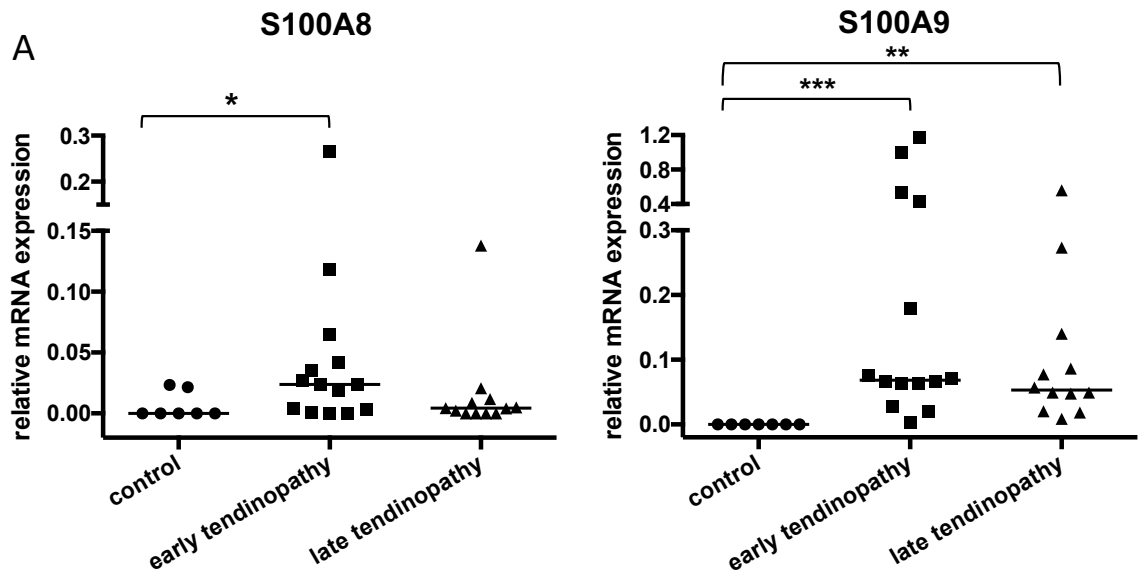 A
S100A8
*
relative mRNA expression
0.3
0.2
0.15
0.10
0.05
0.00
control
early tendinopathy
late tendinopathy
S100A9
**
***
relative mRNA expression
1.2
0.8
0.4
0.3
0.2
0.1
0.0
control
early tendinopathy
late tendinopathy